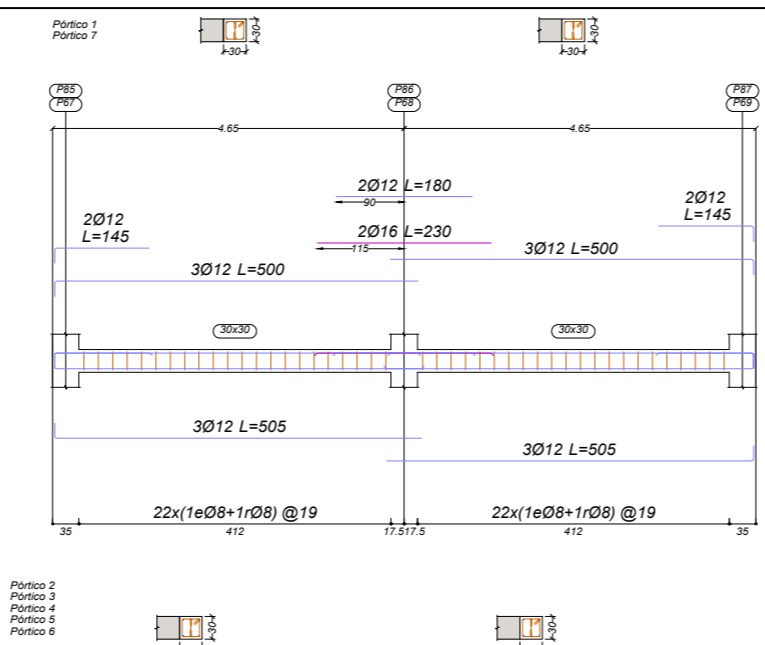 Pórtico 1
Pórtico 7
30
30
30
30
P85
P67
P86
P68
P87
P69
4.65
4.65
2Ø12 L=180
90
2Ø12
L=145
2Ø12
L=145
2Ø16 L=230
115
3Ø12 L=500
3Ø12 L=500
30x30
30x30
3Ø12 L=505
3Ø12 L=505
22x(1eØ8+1rØ8) @19
22x(1eØ8+1rØ8) @19
35
412
17.5
17.5
412
35
Pórtico 2
Pórtico 3
Pórtico 4
Pórtico 5
Pórtico 6
30
30